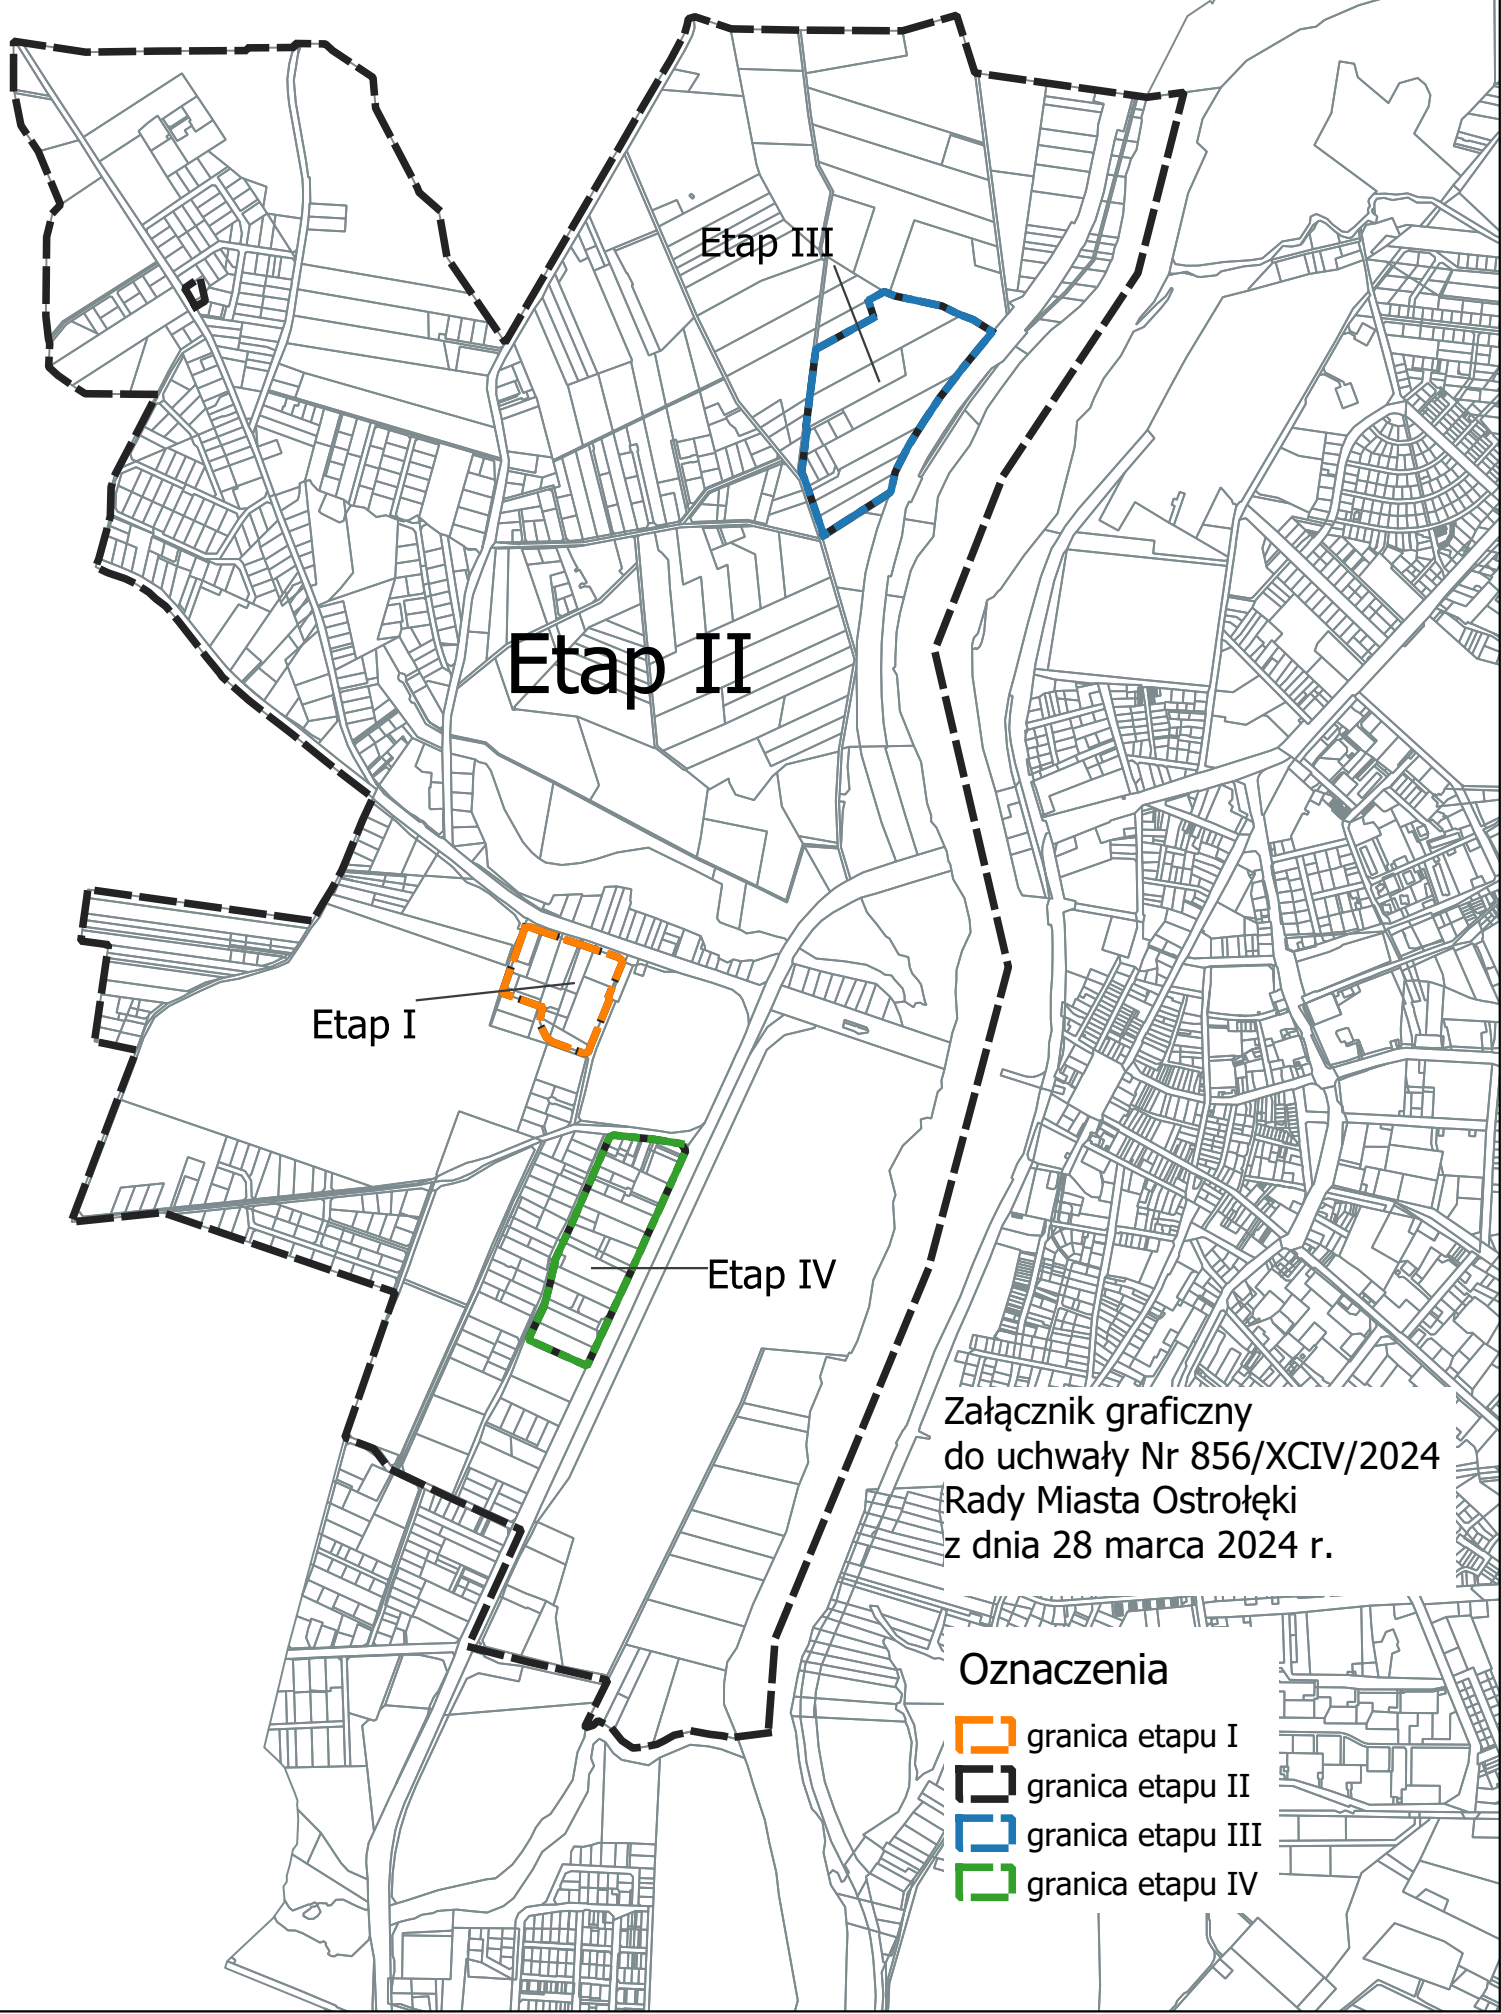 Etap III
Etap II
Etap I
Etap IV
Załącznik graficzny
do uchwały Nr 856/XCIV/2024
Rady Miasta Ostrołęki
z dnia 28 marca 2024 r.
Oznaczenia
granica etapu I
granica etapu II
granica etapu III
granica etapu IV